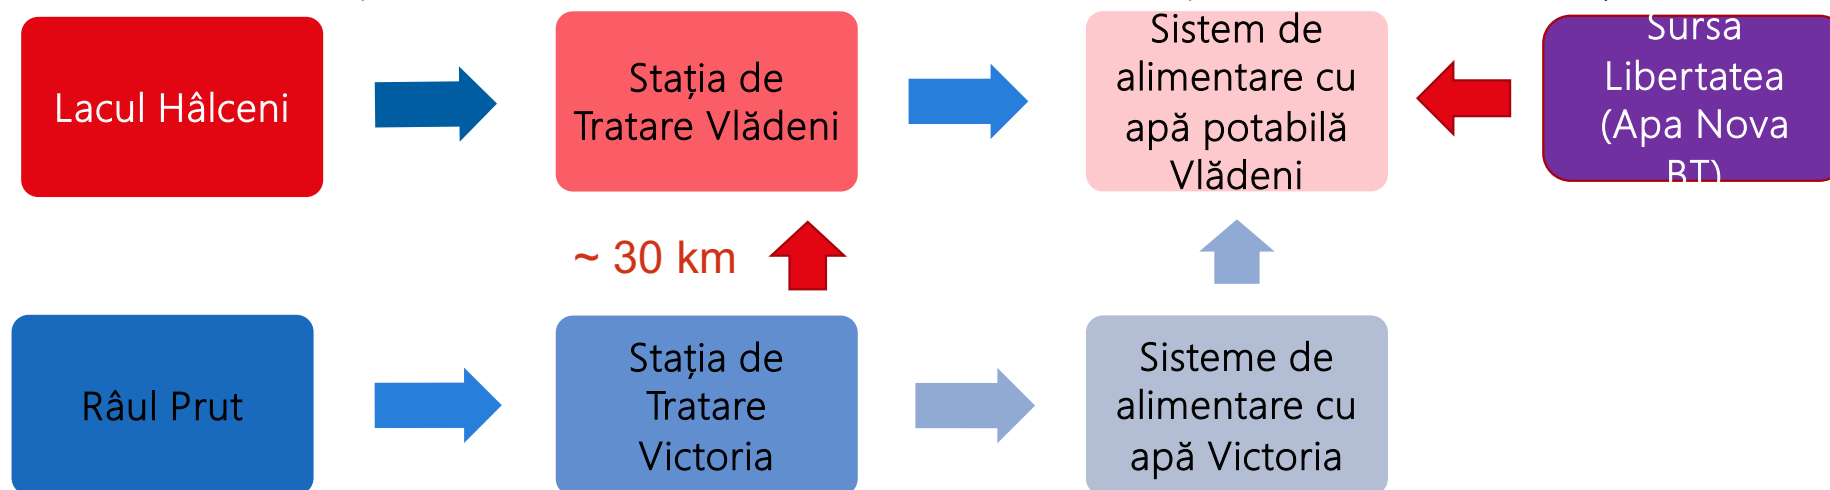 Lacul Hâlceni
Stația de
Tratare Vlădeni
Sistem de
alimentare cu
apă potabilă
Vlădeni
Sursa
Libertatea
(Apa Nova
BT)
~ 30 km
Râul Prut
Stația de
Tratare
Victoria
Sisteme de
alimentare cu
apă Victoria